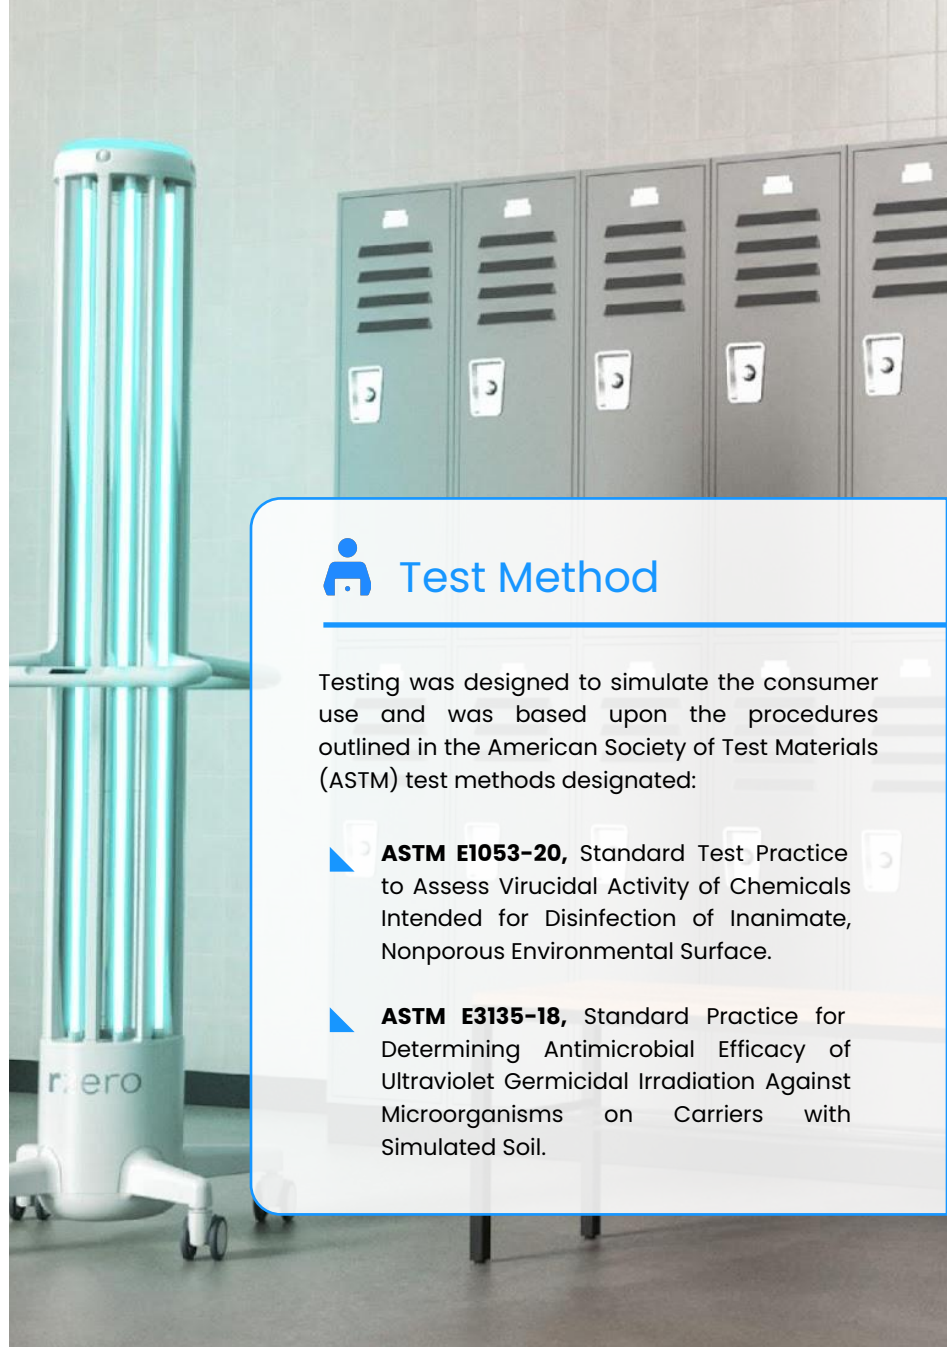 Test Method
Testing was designed to simulate the consumer
use and was based upon the procedures
outlined in the American Society of Test Materials
(ASTM) test methods designated:
ASTM E1053-20, Standard Test Practice
to Assess Virucidal Activity of Chemicals
Intended for Disinfection of Inanimate,
Nonporous Environmental Surface.
ASTM E3135-18, Standard Practice for
Determining Antimicrobial Efficacy of
Ultraviolet Germicidal Irradiation Against
Microorganisms on Carriers with
Simulated Soil.
rzero